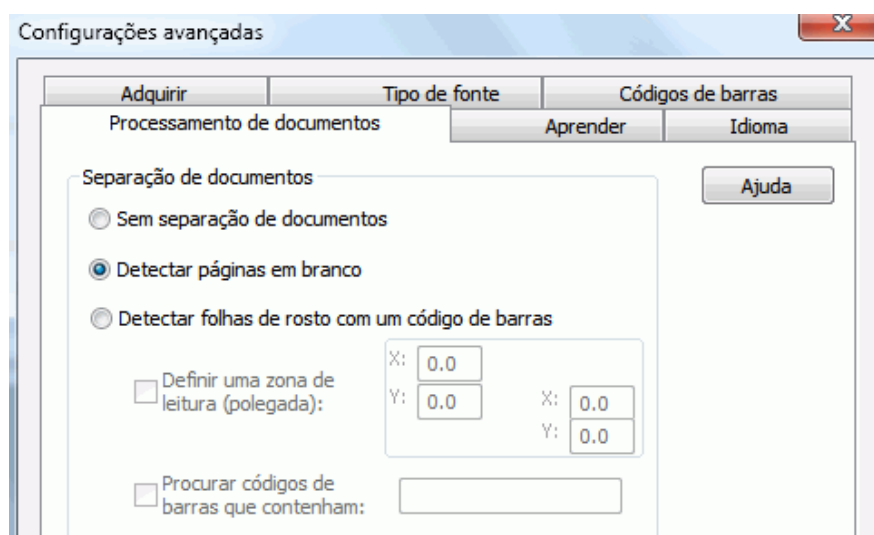 Configurações avançadas
X
Adquirir
Tipo de fonte
Códigos de barras
Processamento de documentos
Aprender
Idioma
Separação de documentos
Ajuda
Sem separação de documentos
Detectar páginas em branco
Detectar folhas de rosto com um código de barras
Definir uma zona de
leitura (polegada):
X: 0.0
Y: 0.0
X: 0.0
Y: 0.0
Procurar códigos de
barras que contenham: